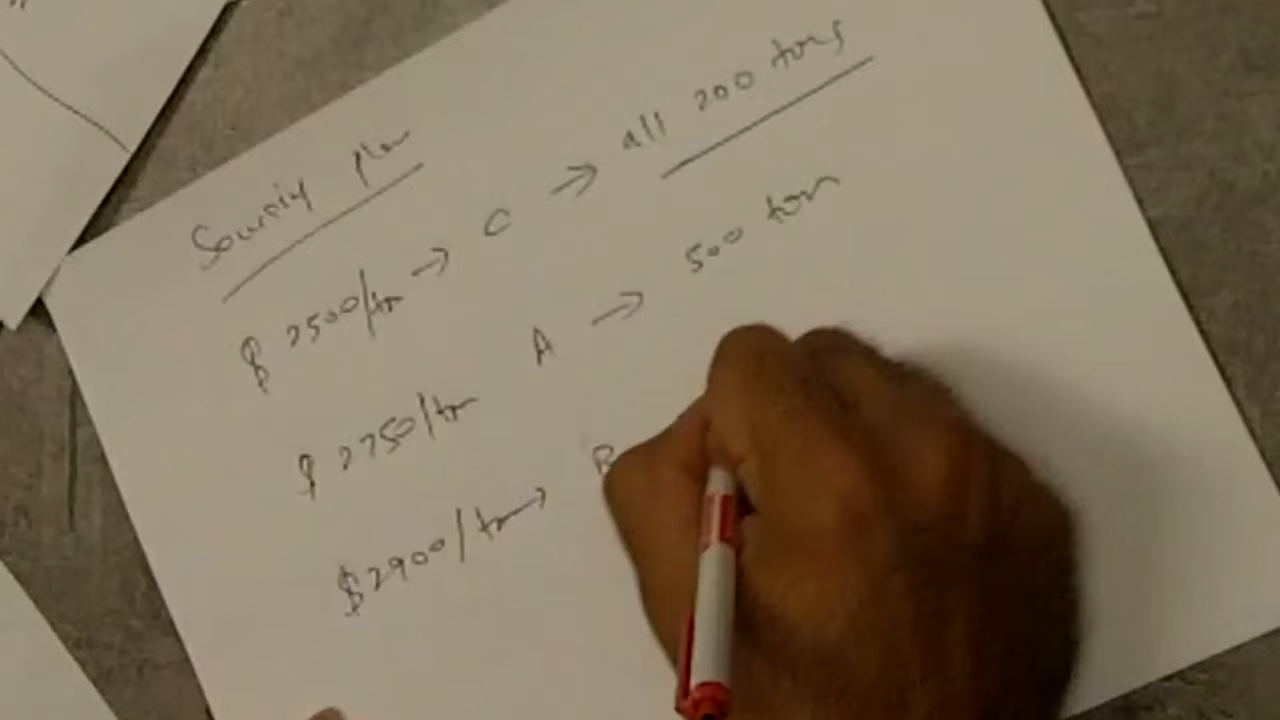 Sourcing plan
$ 2500/ton → C → all 200 tons
$ 2750/ton A → 500 ton
$2900/ton → B